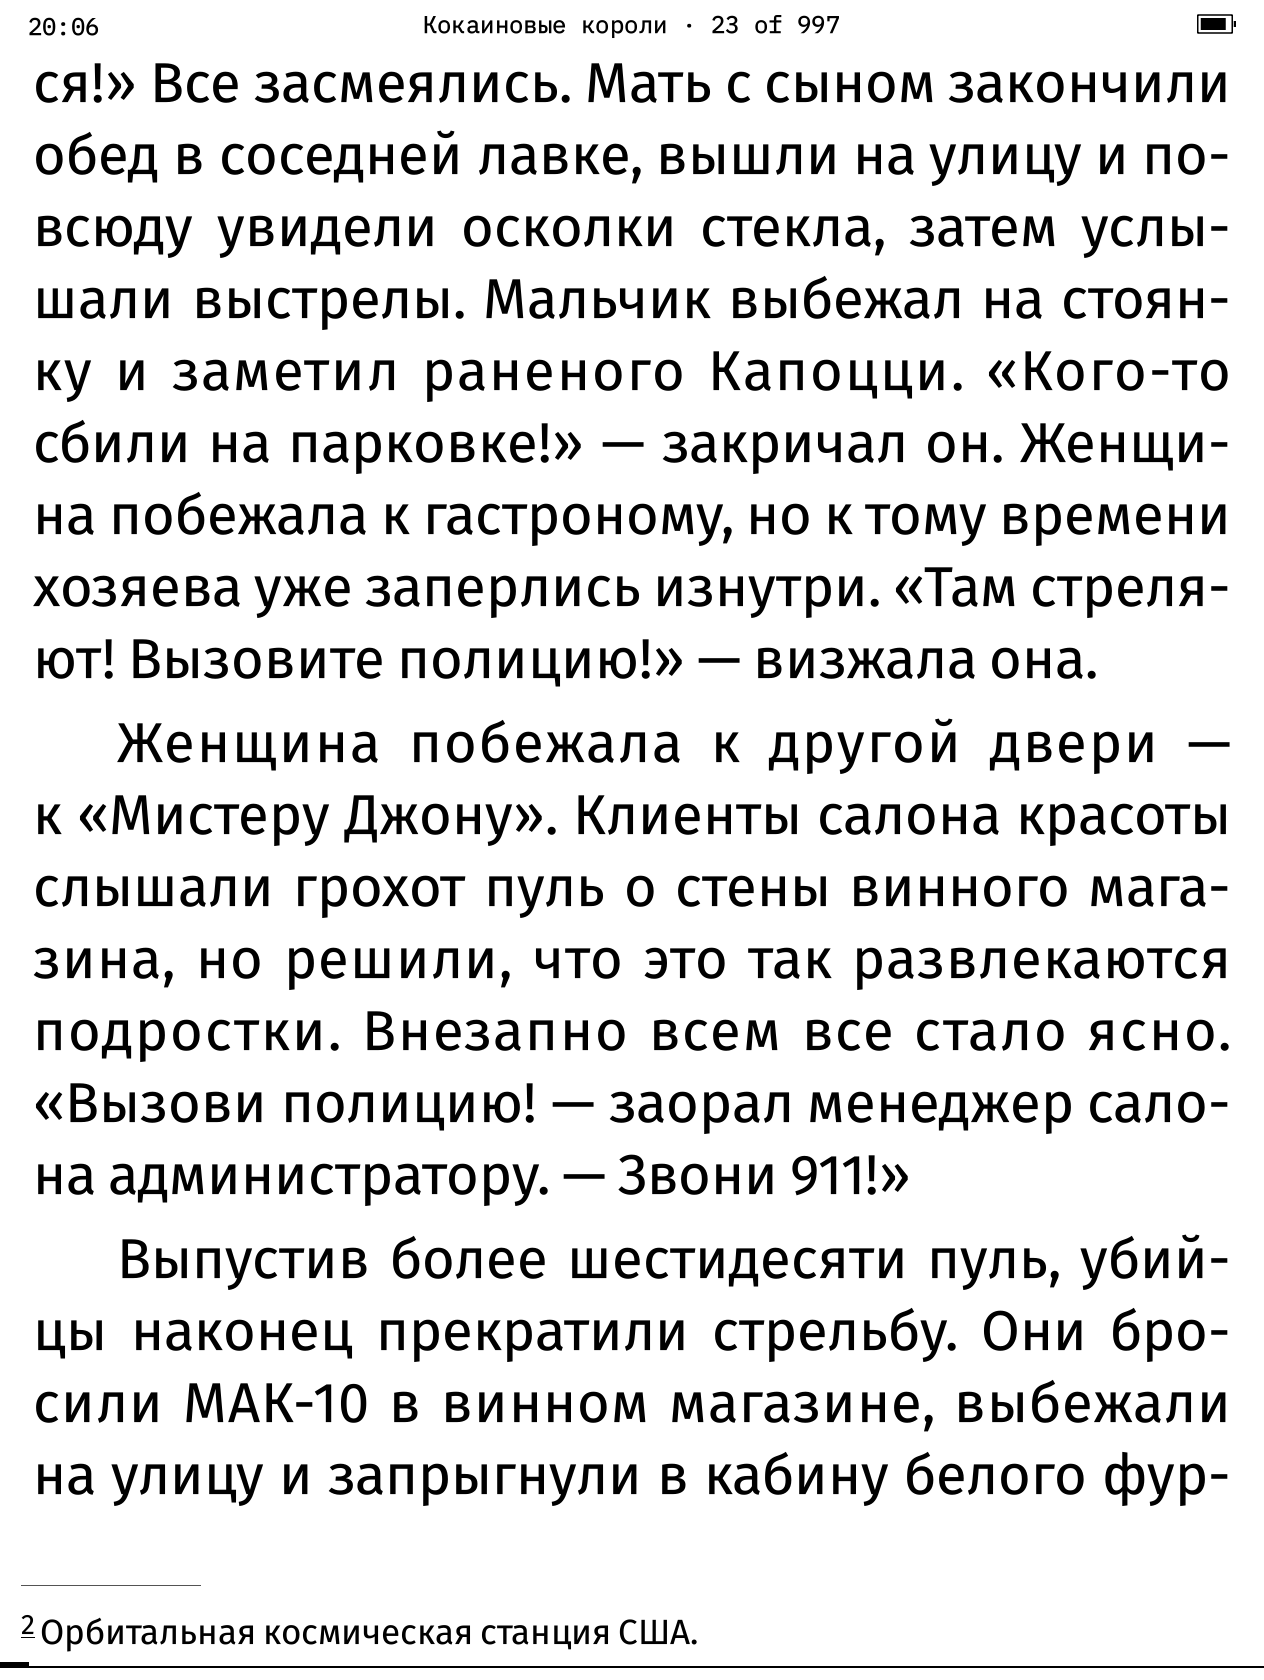 20:06 Кокаиновые короли · 23 of 997
ся!» Все засмеялись. Мать с сыном закончили
обед в соседней лавке, вышли на улицу и по-
всюду увидели осколки стекла, затем услы-
шали выстрелы. Мальчик выбежал на стоян-
ку и заметил раненого Капоцци. «Кого-то
сбили на парковке!» — закричал он. Женщи-
на побежала к гастроному, но к тому времени
хозяева уже заперлись изнутри. «Там стреля-
ют! Вызовите полицию!» — визжала она.
Женщина побежала к другой двери —
к «Мистеру Джону». Клиенты салона красоты
слышали грохот пуль о стены винного мага-
зина, но решили, что это так развлекаются
подростки. Внезапно всем все стало ясно.
«Вызови полицию! — заорал менеджер сало-
на администратору. — Звони 911!»
Выпустив более шестидесяти пуль, убий-
цы наконец прекратили стрельбу. Они бро-
сили МАК-10 в винном магазине, выбежали
на улицу и запрыгнули в кабину белого фур-
2 Орбитальная космическая станция США.